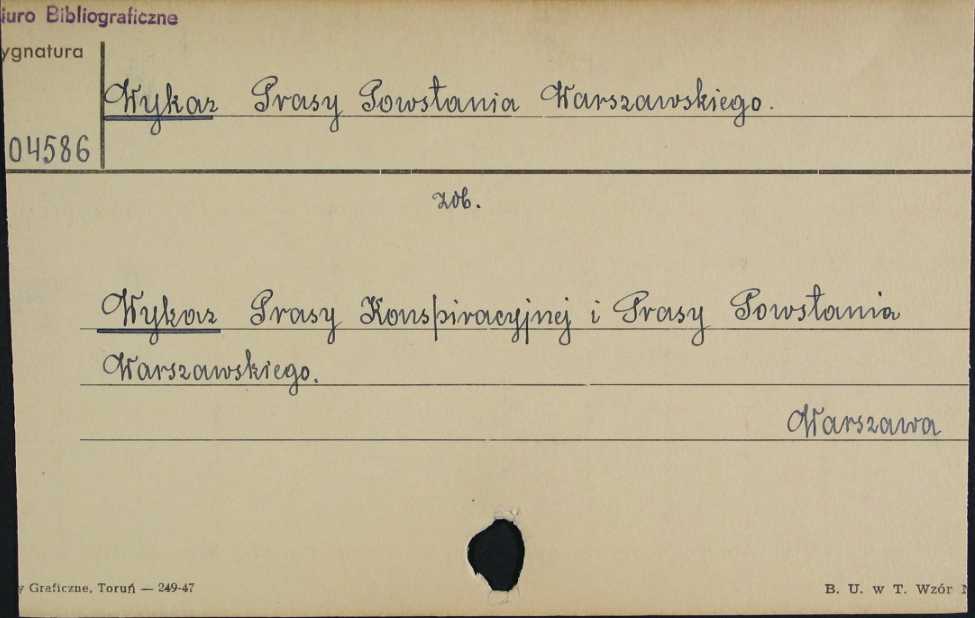 iuro Bibliograficzne
ygnatura
Wykaz Prasy Powstania Warszawskiego.
04586
zob.
Wykaz Prasy Konspiracyjnej i Prasy Powstania
Warszawskiego.
Warszawa
y Graficzne, Toruń — 249-47
B. U. w T. Wzór N